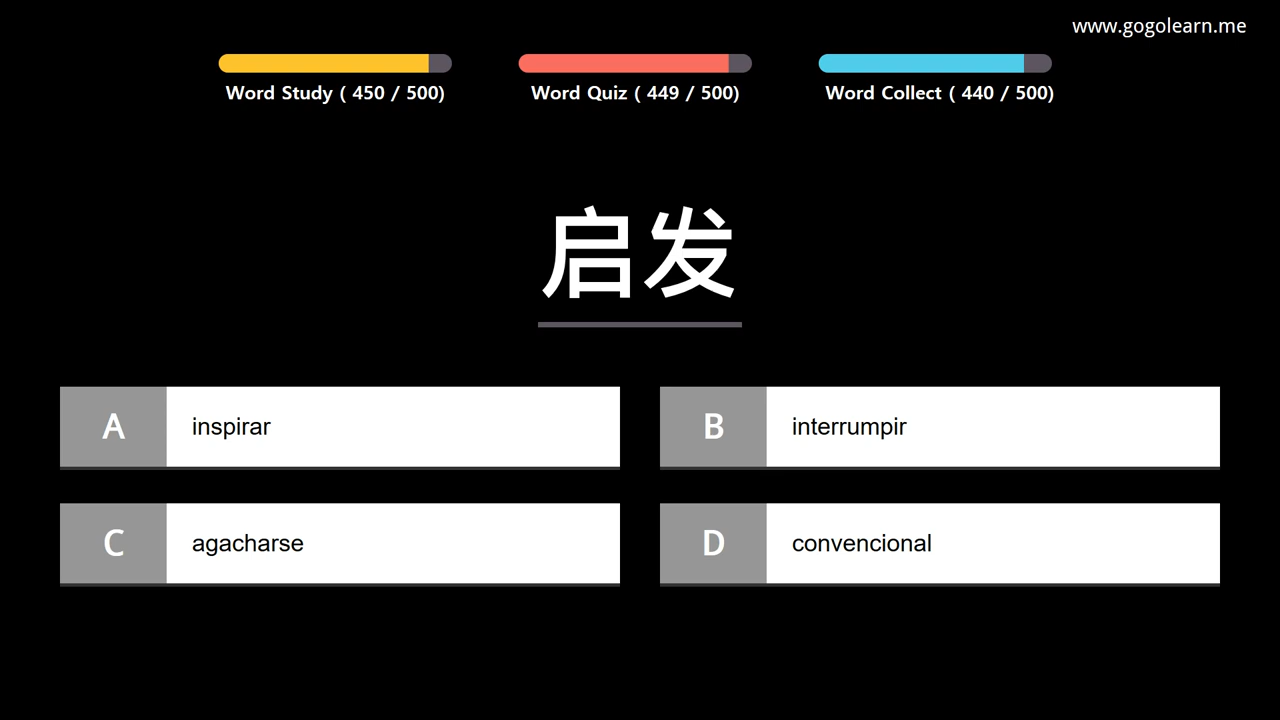 www.gogolearn.me
Word Study ( 450 / 500)
Word Quiz ( 449 / 500)
Word Collect ( 440 / 500)
启发
A inspirar
B interrumpir
C agacharse
D convencional